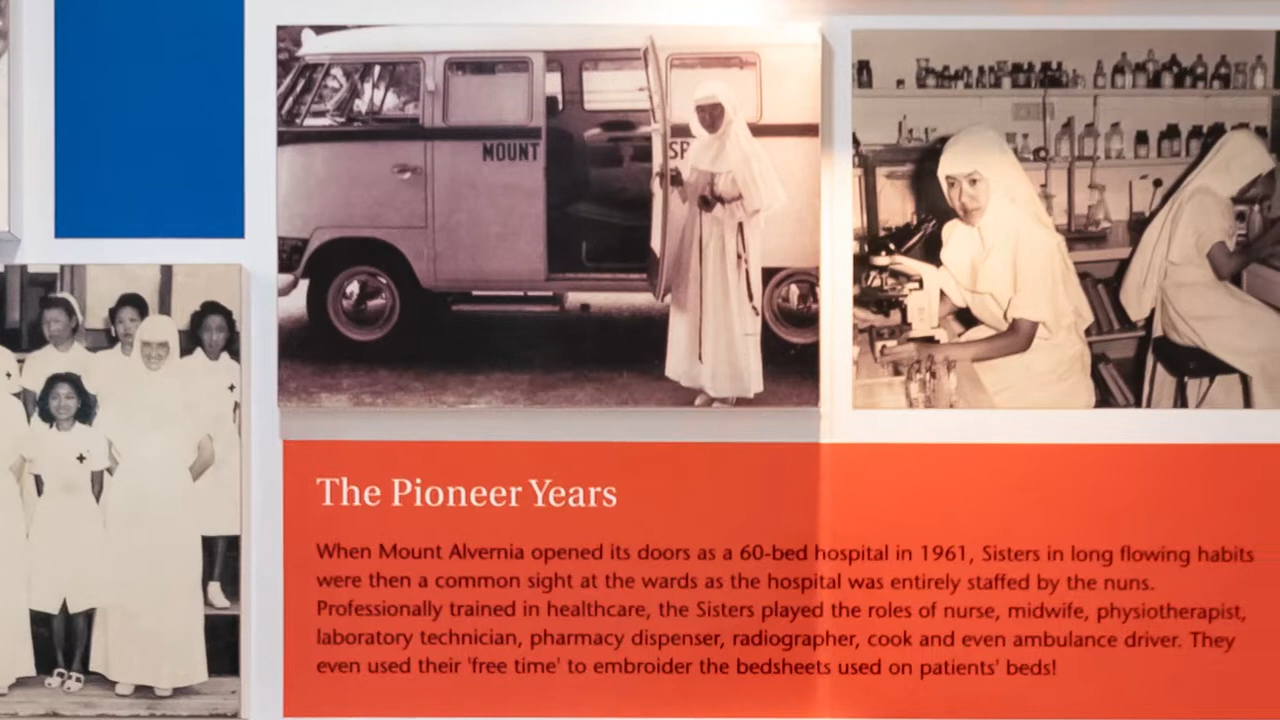 MOUNT
The Pioneer Years
When Mount Alvernia opened its doors as a 60-bed hospital in 1961, Sisters in long flowing habits
were then a common sight at the wards as the hospital was entirely staffed by the nuns.
Professionally trained in healthcare, the Sisters played the roles of nurse, midwife, physiotherapist,
laboratory technician, pharmacy dispenser, radiographer, cook and even ambulance driver. They
even used their 'free time' to embroider the bedsheets used on patients' beds!